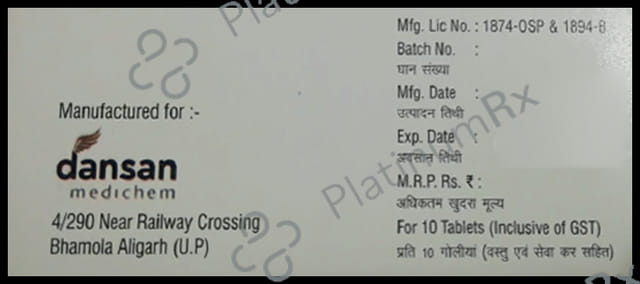 Manufactured for :-
dansan
medichem
4/290 Near Railway Crossing
Bhamola Aligarh (U.P)
Mfg. Lic No. : 1874-OSP & 1894-B
Batch No. :
घान संख्या
Mfg. Date :
उत्पादन तिथी
Exp. Date :
अवसान तिथी
M.R.P. Rs. ₹ :
अधिकतम खुदरा मूल्य
For 10 Tablets (Inclusive of GST)
प्रति 10 गोलीयां (वस्तु एवं सेवा कर सहित)
PlatinumRx